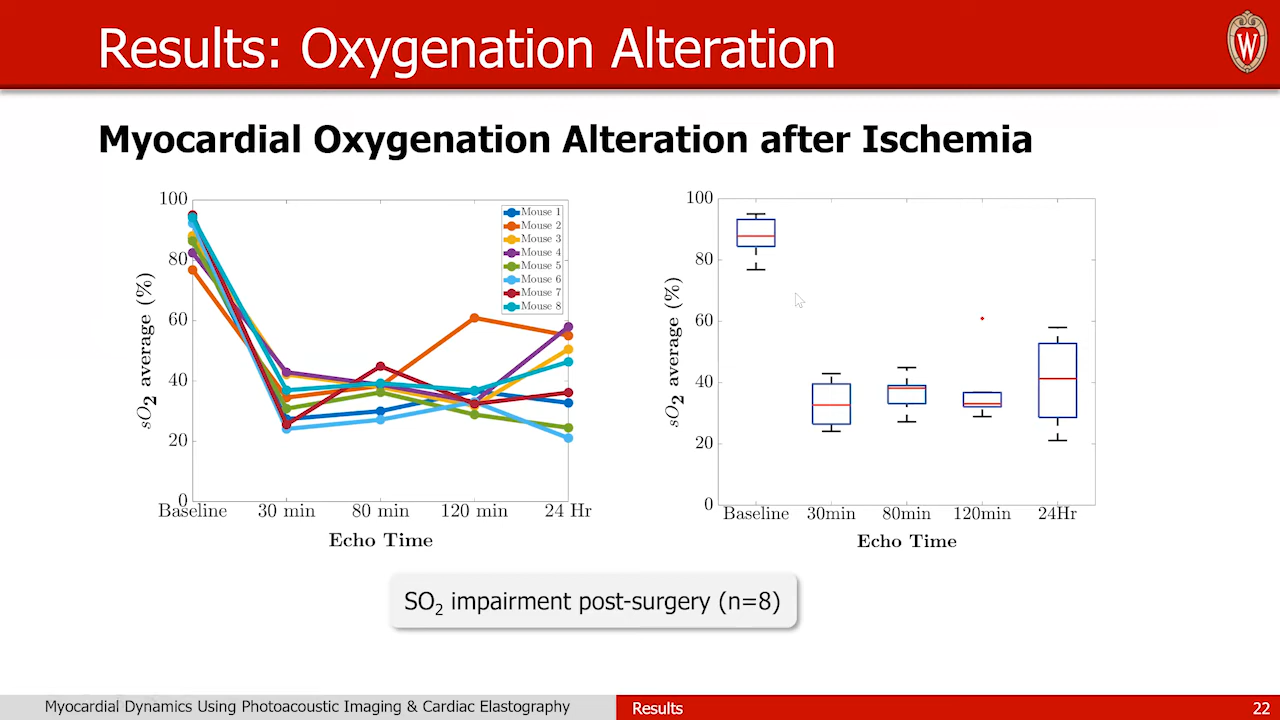 Results: Oxygenation Alteration
W
Myocardial Oxygenation Alteration after Ischemia
100
80
60
40
20
0
sO2 average (%)
Mouse 1
Mouse 2
Mouse 3
Mouse 4
Mouse 5
Mouse 6
Mouse 7
Mouse 8
Baseline 30 min 80 min 120 min 24 Hr
Echo Time
100
80
60
40
20
0
sO2 average (%)
Baseline 30min 80min 120min 24Hr
Echo Time
SO2 impairment post-surgery (n=8)
Myocardial Dynamics Using Photoacoustic Imaging & Cardiac Elastography
Results
22